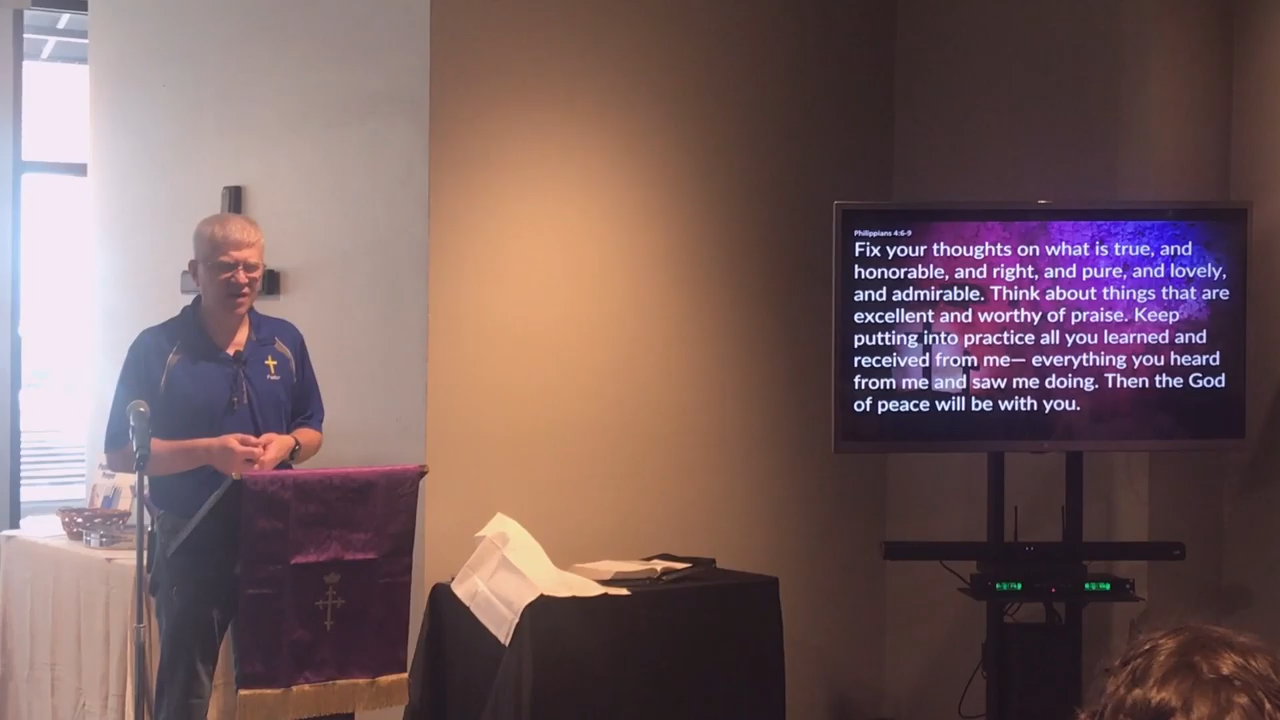 Pastor
Philippians 4:6-9
Fix your thoughts on what is true, and
honorable, and right, and pure, and lovely,
and admirable. Think about things that are
excellent and worthy of praise. Keep
putting into practice all you learned and
received from me— everything you heard
from me and saw me doing. Then the God
of peace will be with you.